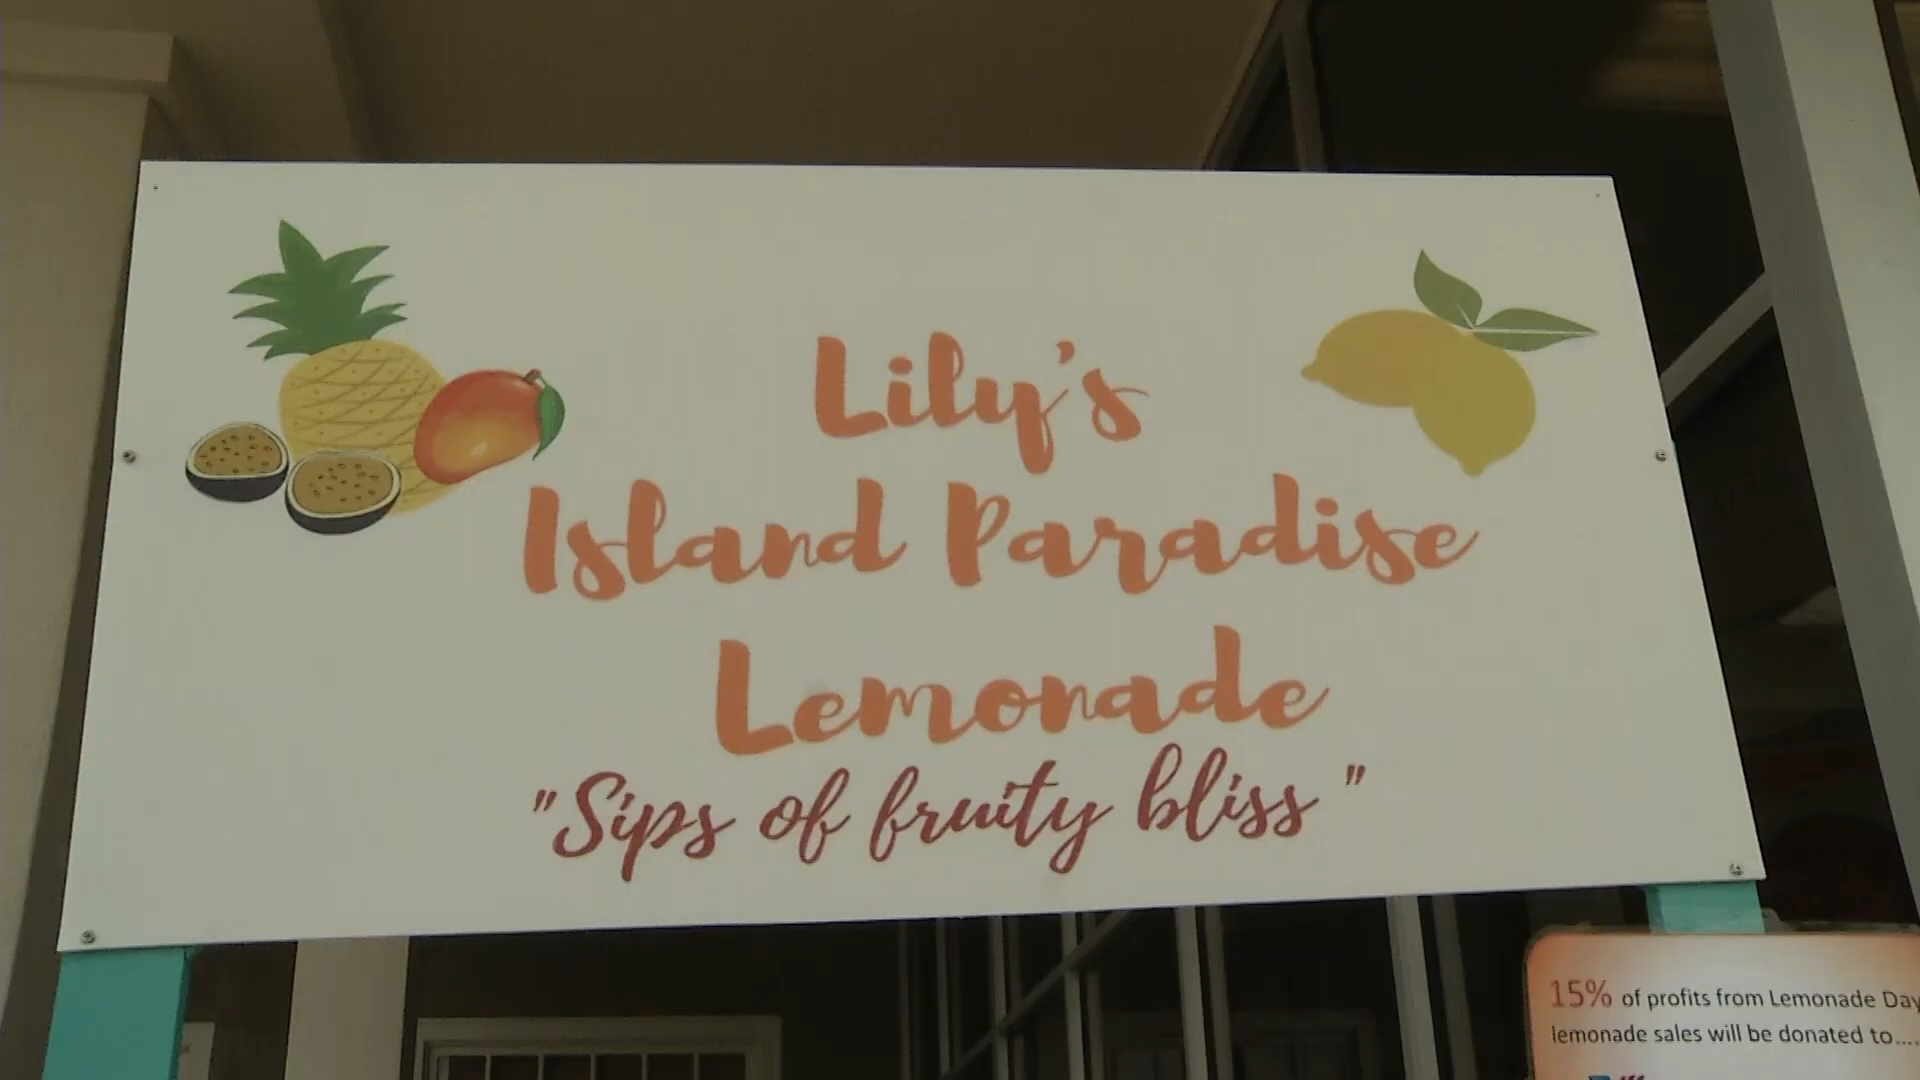 Lily's
Island Paradise
Lemonade
"Sips of fruity bliss"
15% of profits from Lemonade Day
lemonade sales will be donated to....